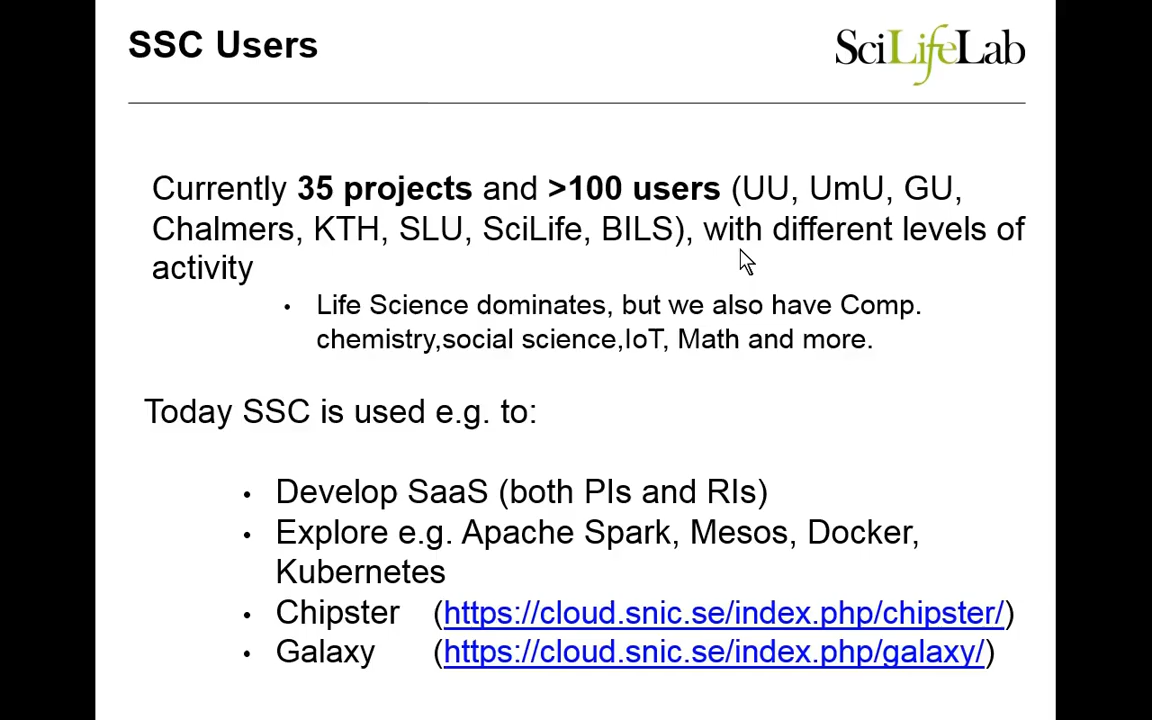 SSC Users
SciLifeLab
Currently 35 projects and >100 users (UU, UmU, GU,
Chalmers, KTH, SLU, SciLife, BILS), with different levels of
activity
• Life Science dominates, but we also have Comp.
chemistry,social science,IoT, Math and more.
Today SSC is used e.g. to:
• Develop SaaS (both PIs and RIs)
• Explore e.g. Apache Spark, Mesos, Docker,
Kubernetes
• Chipster (https://cloud.snic.se/index.php/chipster/)
• Galaxy (https://cloud.snic.se/index.php/galaxy/)